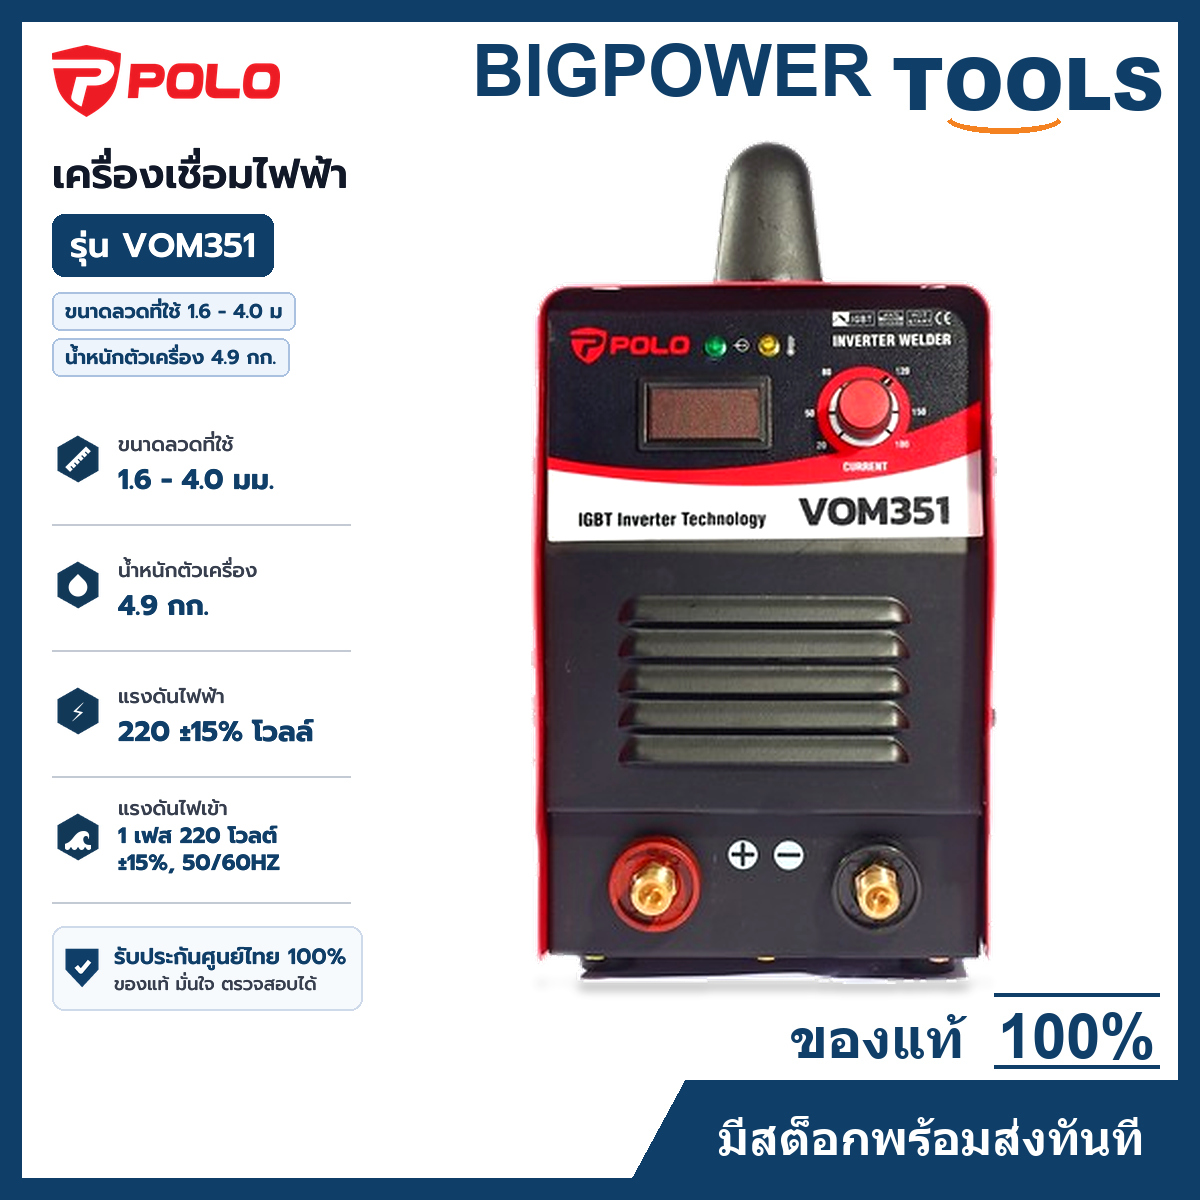 POLO
BIGPOWER TOOLS
เครื่องเชื่อมไฟฟ้า
รุ่น VOM351
ขนาดลวดที่ใช้ 1.6 - 4.0 ม
น้ำหนักตัวเครื่อง 4.9 กก.
ขนาดลวดที่ใช้
1.6 - 4.0 มม.
น้ำหนักตัวเครื่อง
4.9 กก.
แรงดันไฟฟ้า
220 ±15% โวลล์
แรงดันไฟเข้า
1 เฟส 220 โวลต์
±15%, 50/60HZ
รับประกันศูนย์ไทย 100%
ของแท้ มั่นใจ ตรวจสอบได้
POLO
IGBT
CE
INVERTER WELDER
80 120
50 150
20 180
CURRENT
IGBT Inverter Technology
VOM351
+ −
ของแท้ 100%
มีสต็อกพร้อมส่งทันที